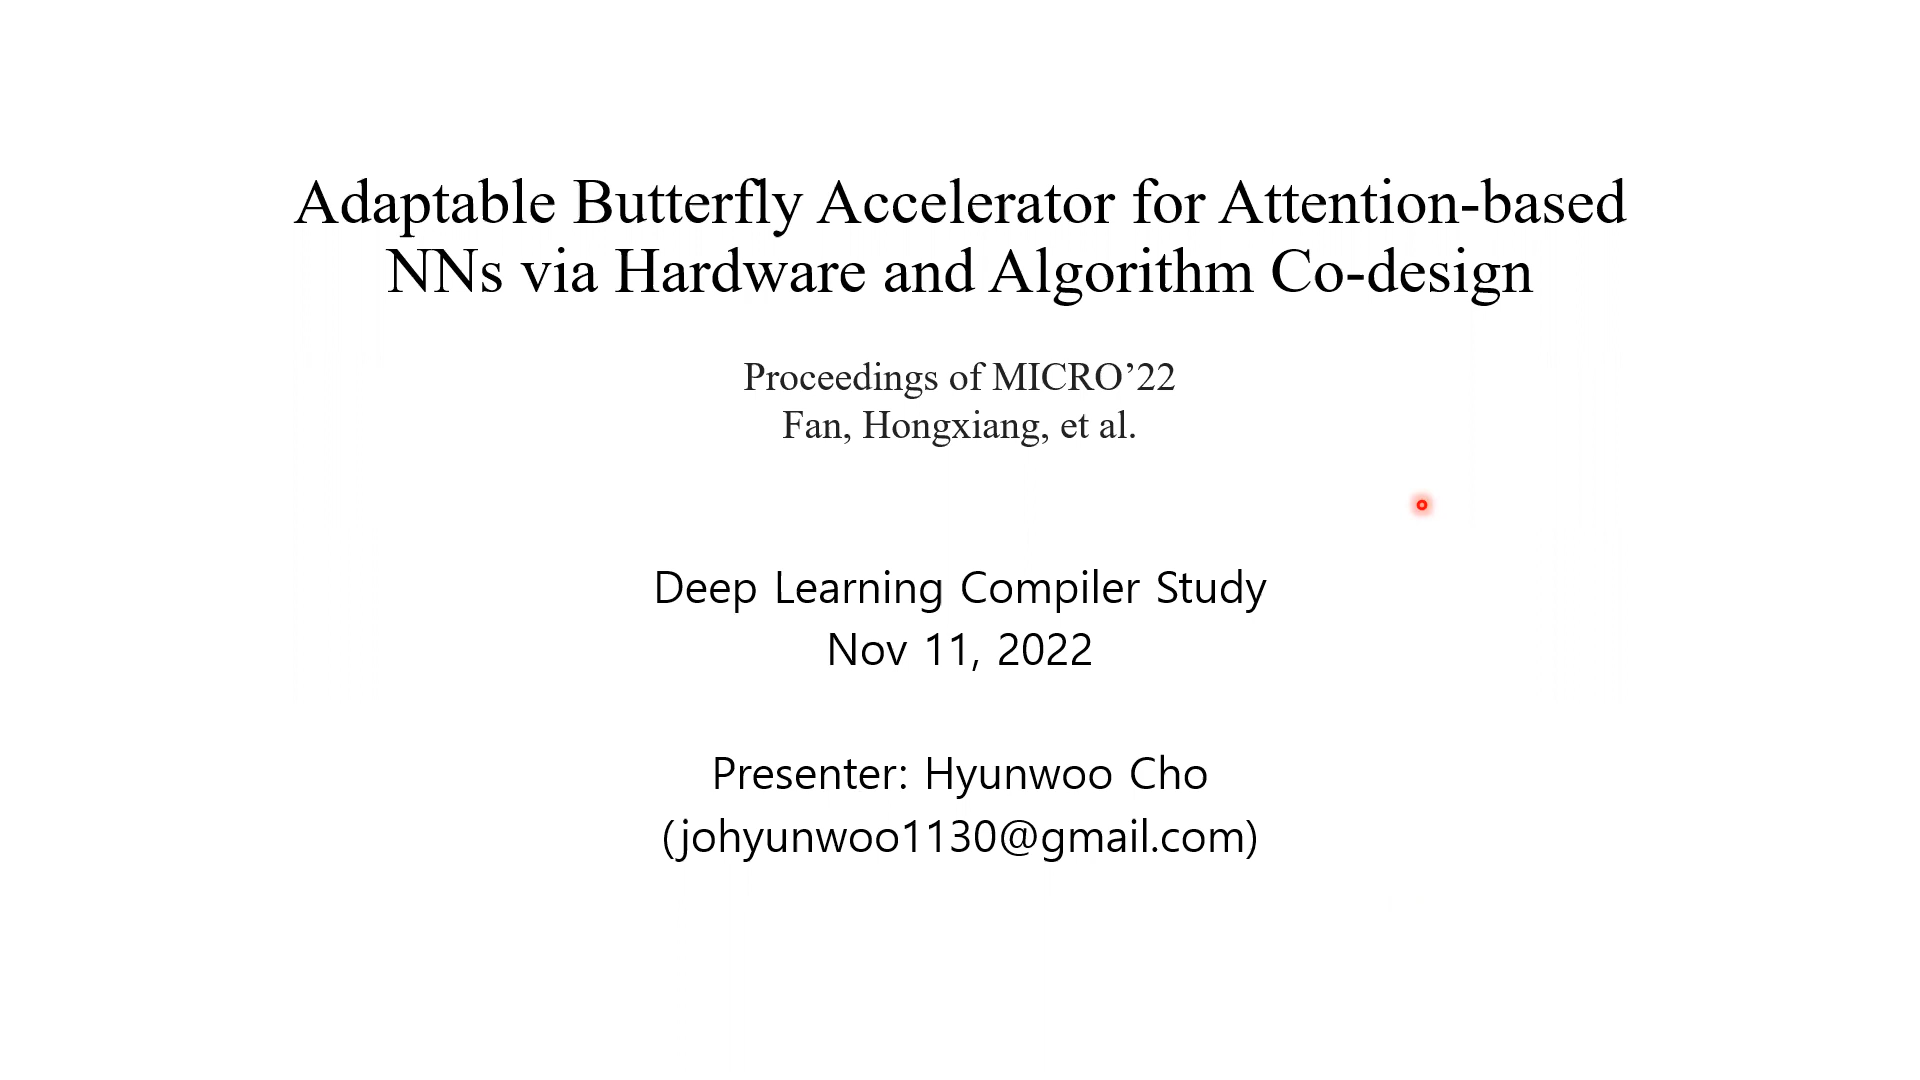 Adaptable Butterfly Accelerator for Attention-based
NNs via Hardware and Algorithm Co-design
Proceedings of MICRO’22
Fan, Hongxiang, et al.
Deep Learning Compiler Study
Nov 11, 2022
Presenter: Hyunwoo Cho
(johyunwoo1130@gmail.com)